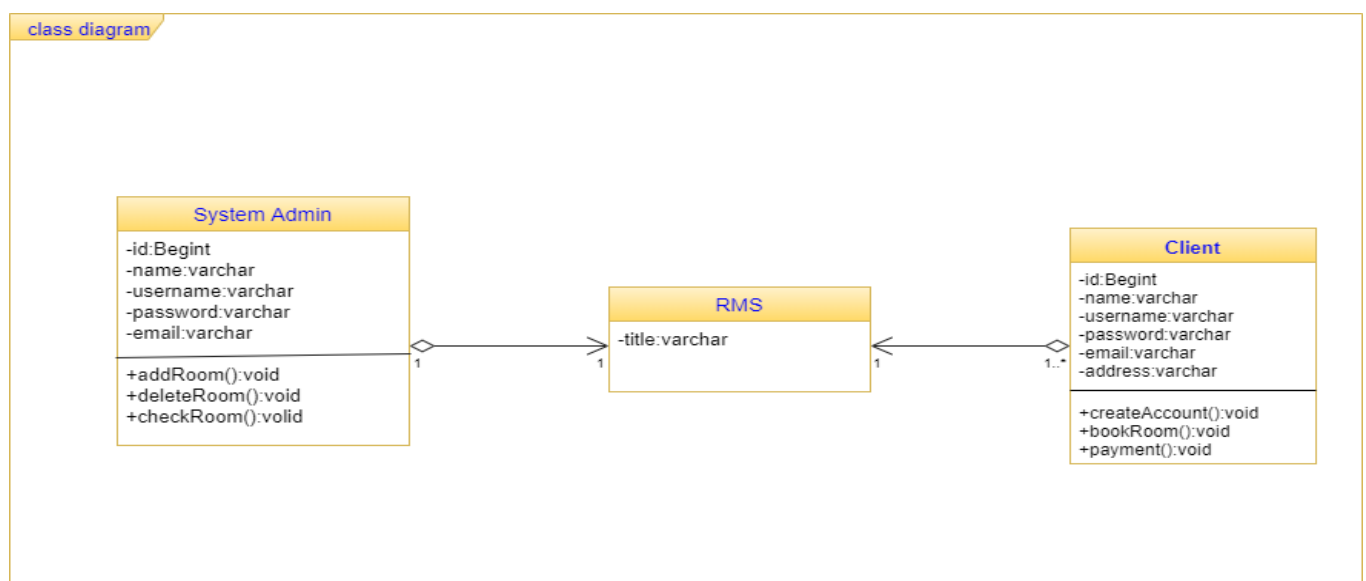 class diagram
System Admin
-id:Begint
-name:varchar
-username:varchar
-password:varchar
-email:varchar
+addRoom():void
+deleteRoom():void
+checkRoom():volid
1
1
RMS
-title:varchar
1
1..*
Client
-id:Begint
-name:varchar
-username:varchar
-password:varchar
-email:varchar
-address:varchar
+createAccount():void
+bookRoom():void
+payment():void